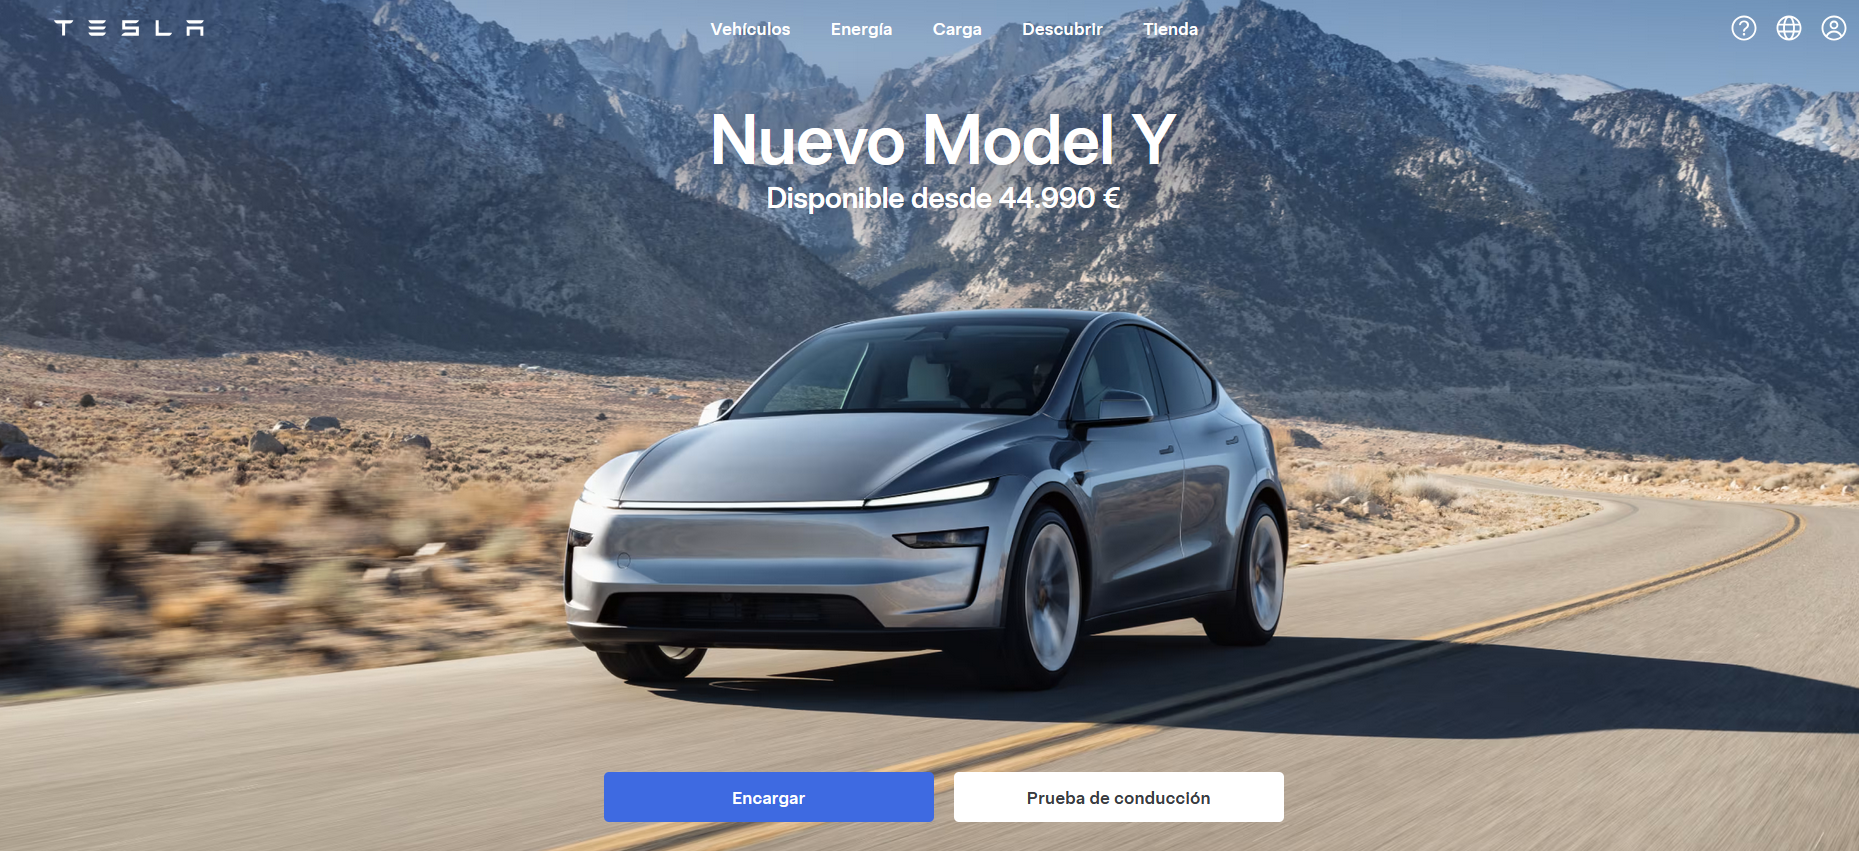 TESLA
Vehículos Energía Carga Descubrir Tienda
Nuevo Model Y
Disponible desde 44.990 €
Encargar
Prueba de conducción